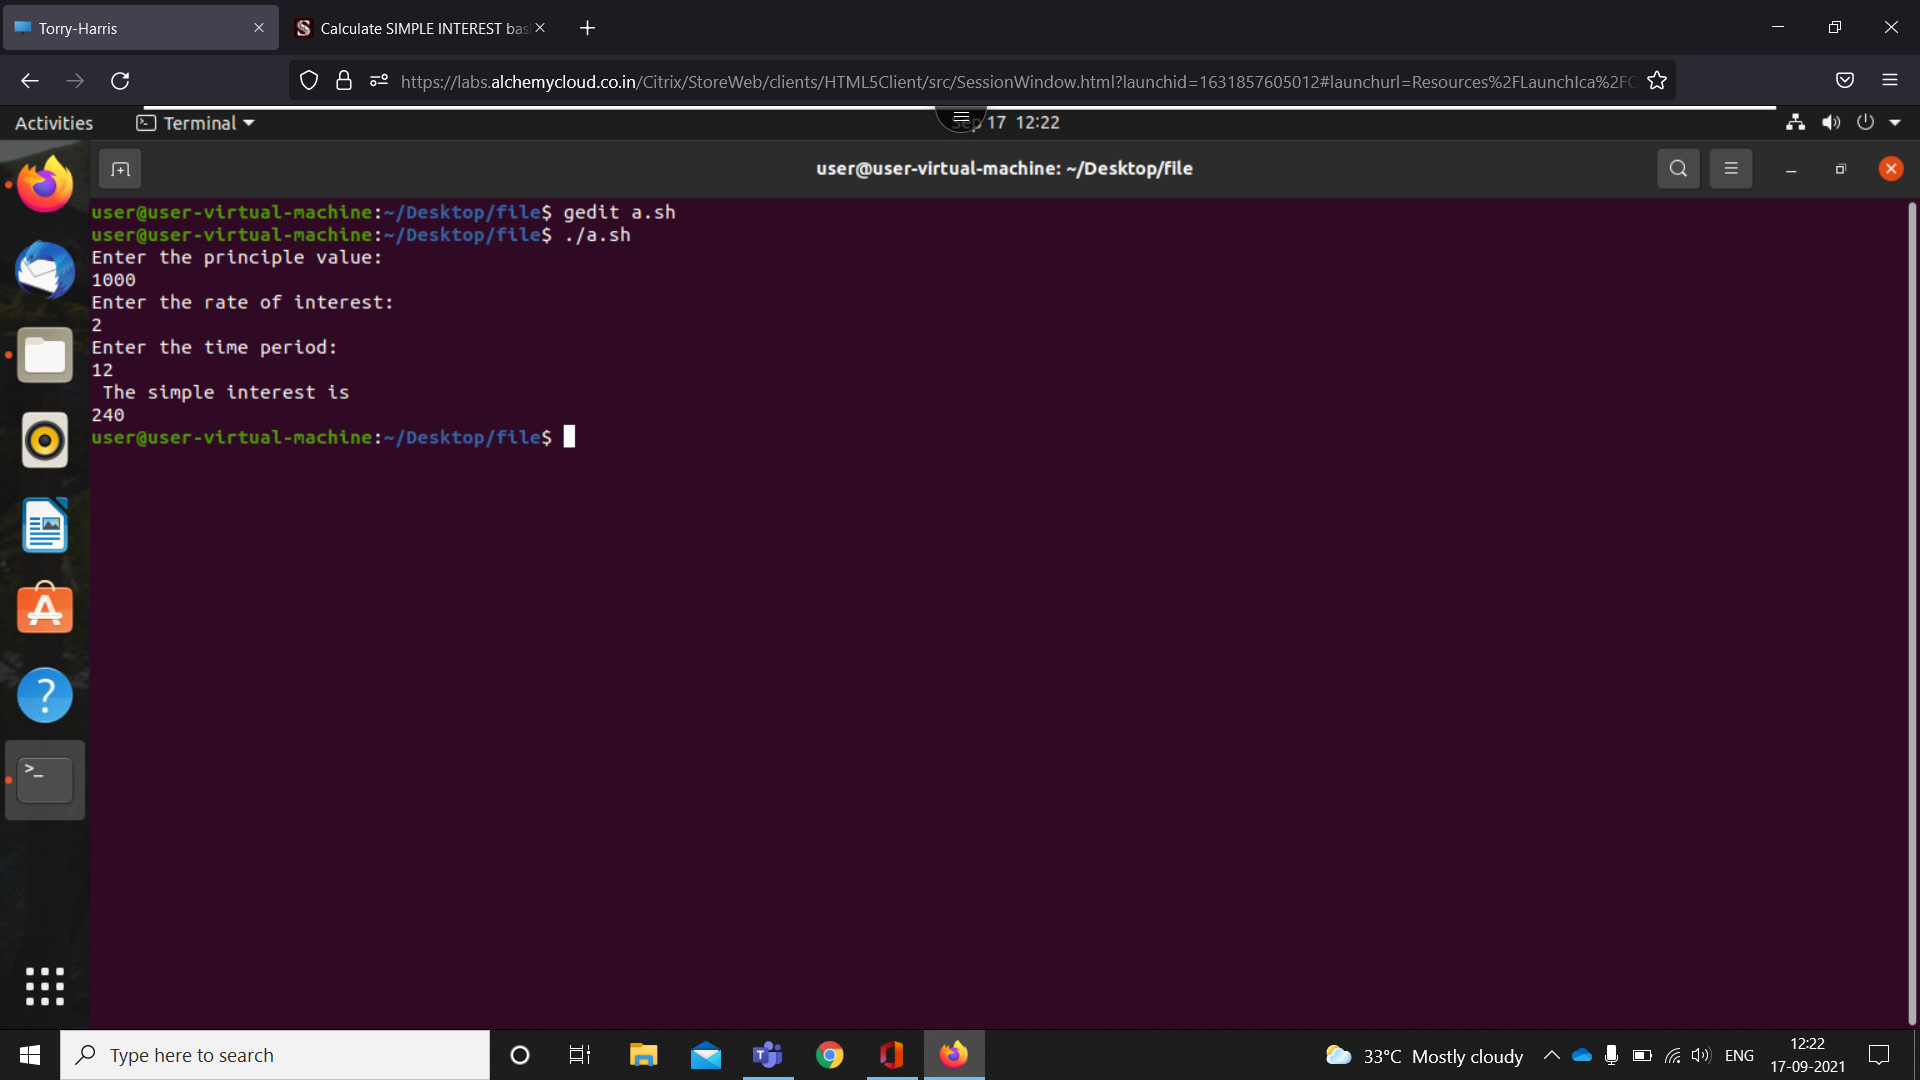 Torry-Harris
Calculate SIMPLE INTEREST bas
https://labs.alchemycloud.co.in/Citrix/StoreWeb/clients/HTML5Client/src/SessionWindow.html?launchid=1631857605012#launchurl=Resources%2FLaunchIca%2FC
Activities Terminal Sep 17 12:22
user@user-virtual-machine: ~/Desktop/file
user@user-virtual-machine:~/Desktop/file$ gedit a.sh
user@user-virtual-machine:~/Desktop/file$ ./a.sh
Enter the principle value:
1000
Enter the rate of interest:
2
Enter the time period:
12
The simple interest is
240
user@user-virtual-machine:~/Desktop/file$
Type here to search
33°C Mostly cloudy
ENG
12:22
17-09-2021